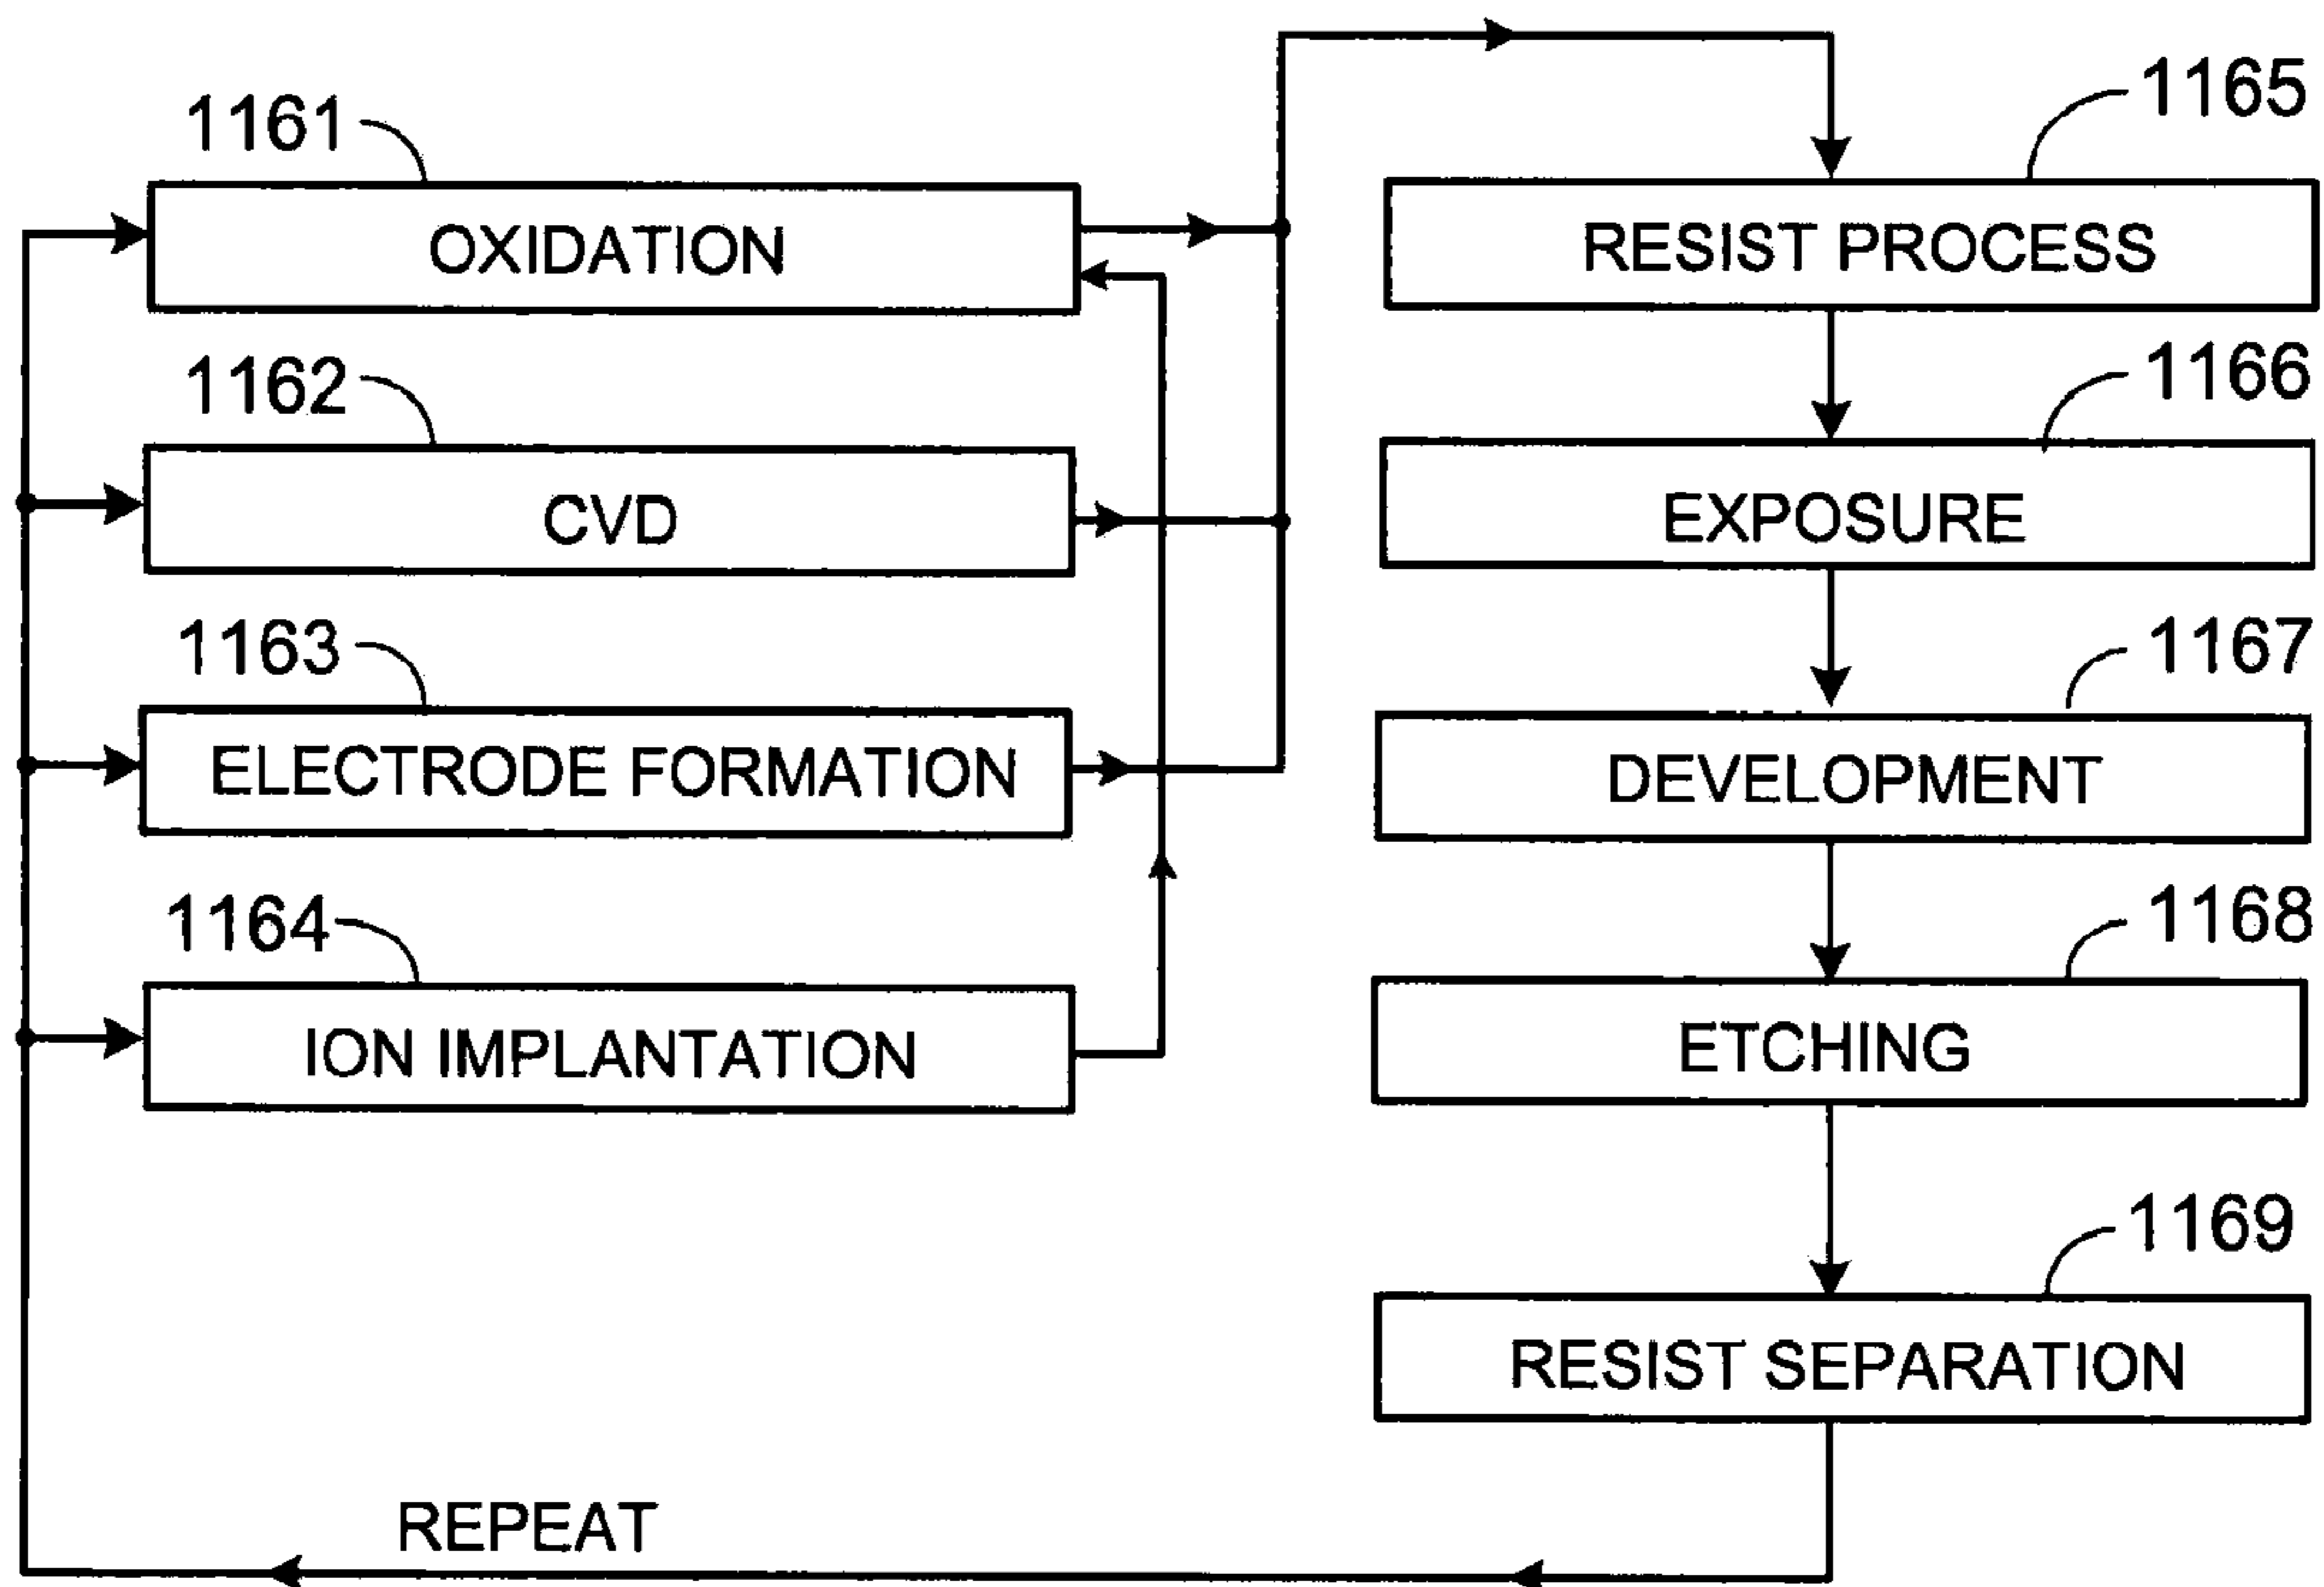 1161
OXIDATION
1162
CVD
1163
ELECTRODE FORMATION
1164
ION IMPLANTATION
1165
RESIST PROCESS
1166
EXPOSURE
1167
DEVELOPMENT
1168
ETCHING
1169
RESIST SEPARATION
REPEAT